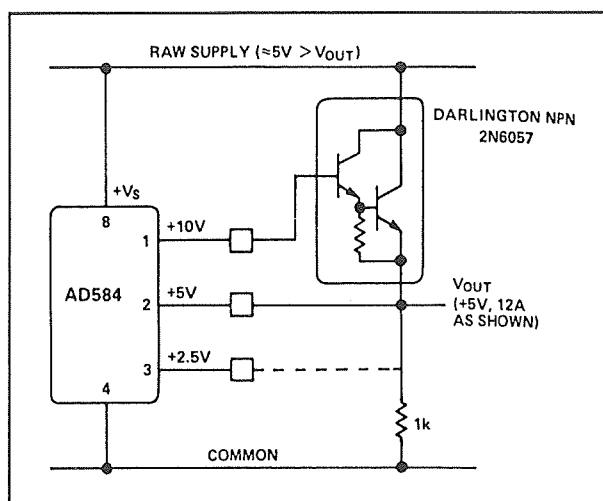 RAW SUPPLY (≈5V > VOUT)
DARLINGTON NPN
2N6057
+VS
8
1
+10V
AD584
2
+5V
VOUT
(+5V, 12A
AS SHOWN)
3
+2.5V
4
1k
COMMON